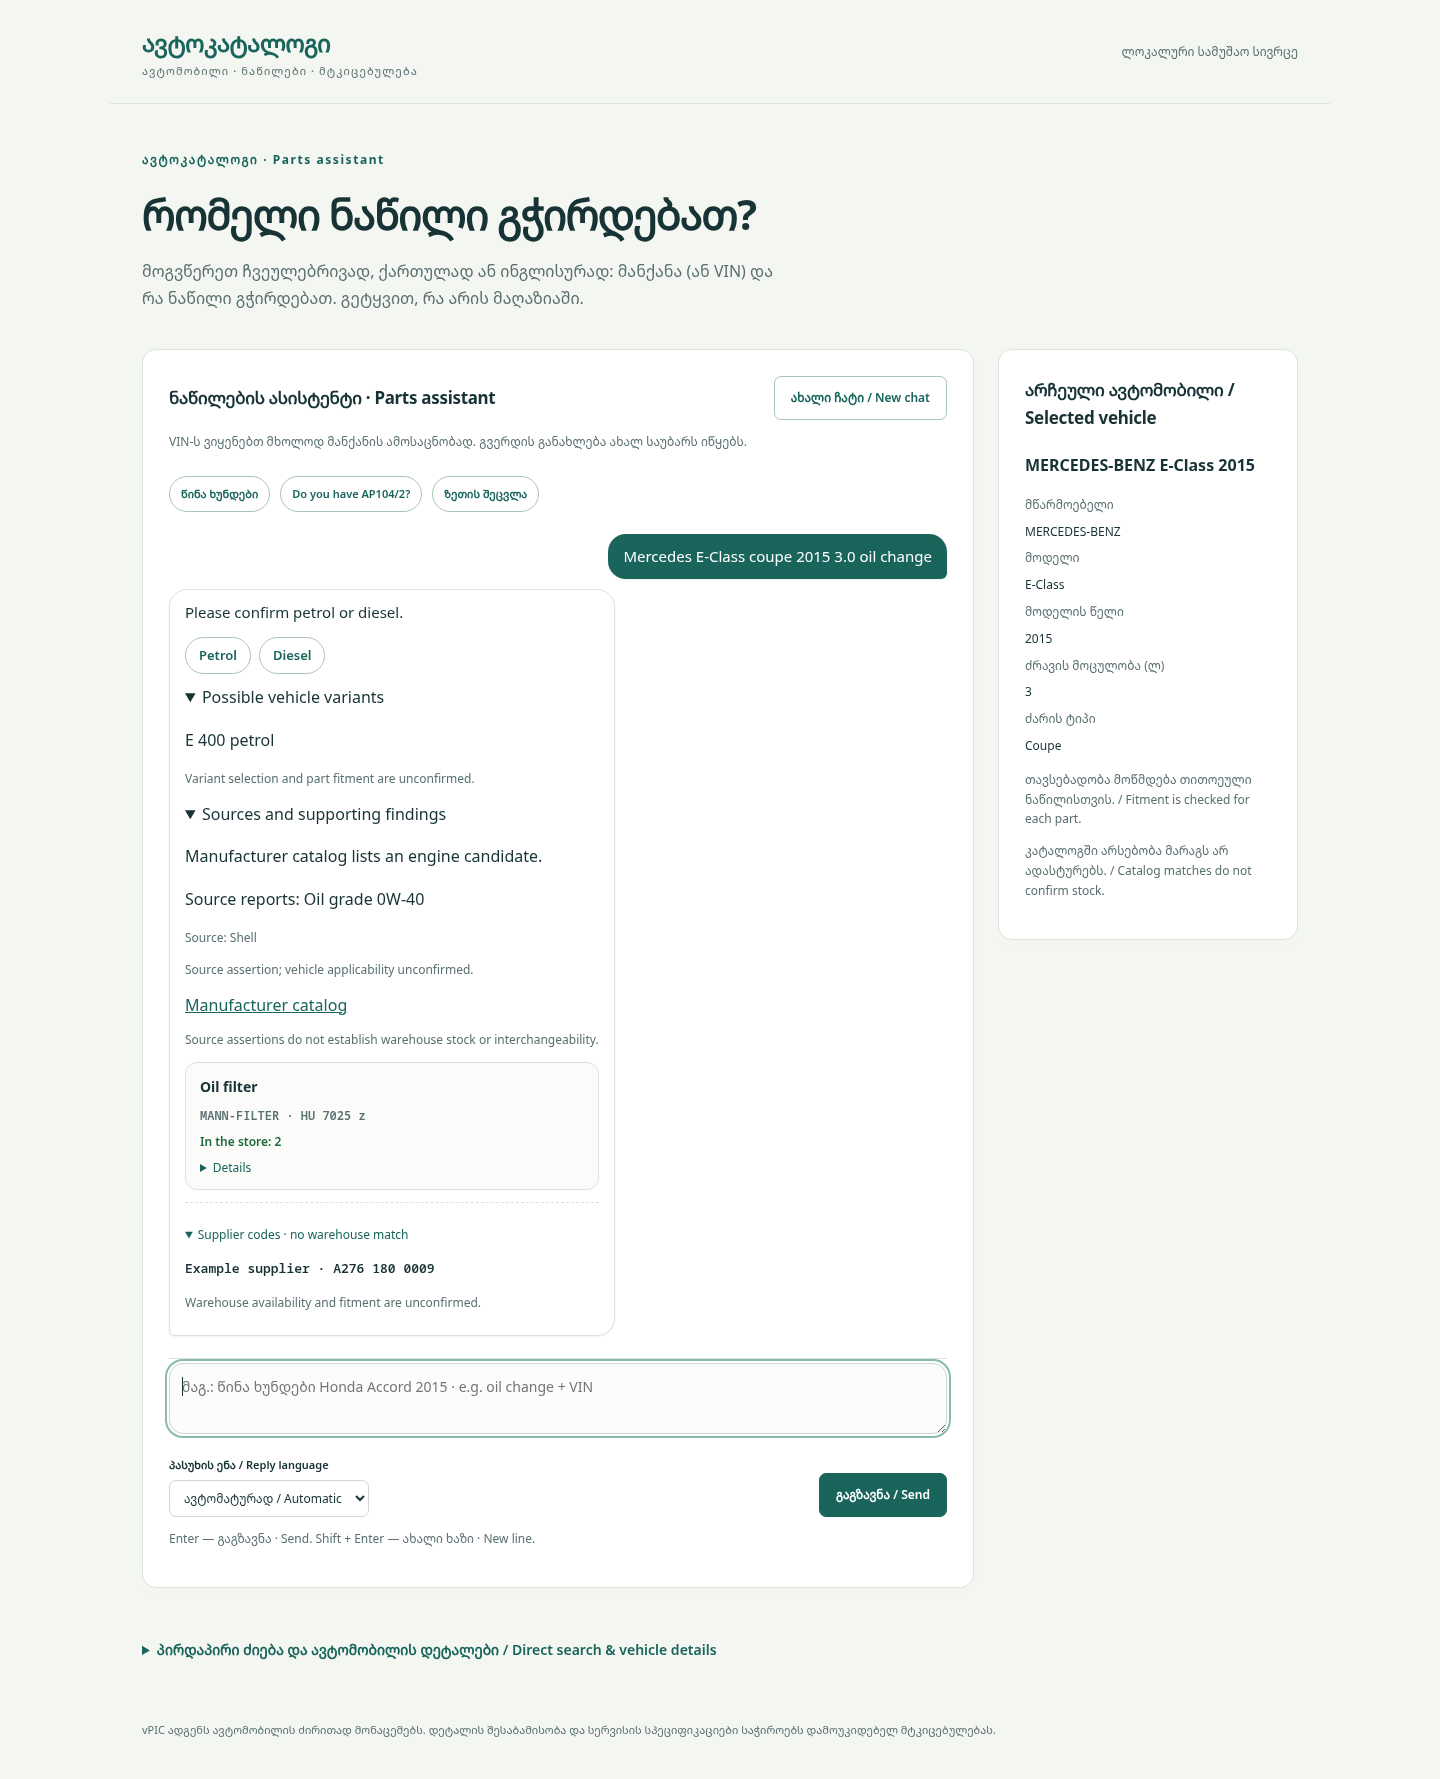 ავტოკატალოგი
ავტომობილი · ნაწილები · მტკიცებულება
ლოკალური სამუშაო სივრცე
ავტოკატალოგი · Parts assistant
რომელი ნაწილი გჭირდებათ?
მოგვწერეთ ჩვეულებრივად, ქართულად ან ინგლისურად: მანქანა (ან VIN) და
რა ნაწილი გჭირდებათ. გეტყვით, რა არის მაღაზიაში.
ნაწილების ასისტენტი · Parts assistant
ახალი ჩატი / New chat
VIN-ს ვიყენებთ მხოლოდ მანქანის ამოსაცნობად. გვერდის განახლება ახალ საუბარს იწყებს.
წინა ხუნდები
Do you have AP104/2?
ზეთის შეცვლა
Mercedes E-Class coupe 2015 3.0 oil change
Please confirm petrol or diesel.
Petrol
Diesel
▼ Possible vehicle variants
E 400 petrol
Variant selection and part fitment are unconfirmed.
▼ Sources and supporting findings
Manufacturer catalog lists an engine candidate.
Source reports: Oil grade 0W-40
Source: Shell
Source assertion; vehicle applicability unconfirmed.
Manufacturer catalog
Source assertions do not establish warehouse stock or interchangeability.
Oil filter
MANN-FILTER · HU 7025 z
In the store: 2
▶ Details
▼ Supplier codes · no warehouse match
Example supplier · A276 180 0009
Warehouse availability and fitment are unconfirmed.
მაგ.: წინა ხუნდები Honda Accord 2015 · e.g. oil change + VIN
პასუხის ენა / Reply language
ავტომატურად / Automatic
გაგზავნა / Send
Enter — გაგზავნა · Send. Shift + Enter — ახალი ხაზი · New line.
არჩეული ავტომობილი /
Selected vehicle
MERCEDES-BENZ E-Class 2015
მწარმოებელი
MERCEDES-BENZ
მოდელი
E-Class
მოდელის წელი
2015
ძრავის მოცულობა (ლ)
3
ძარის ტიპი
Coupe
თავსებადობა მოწმდება თითოეული
ნაწილისთვის. / Fitment is checked for
each part.
კატალოგში არსებობა მარაგს არ
ადასტურებს. / Catalog matches do not
confirm stock.
▶ პირდაპირი ძიება და ავტომობილის დეტალები / Direct search & vehicle details
vPIC ადგენს ავტომობილის ძირითად მონაცემებს. დეტალის შესაბამისობა და სერვისის სპეციფიკაციები საჭიროებს დამოუკიდებელ მტკიცებულებას.